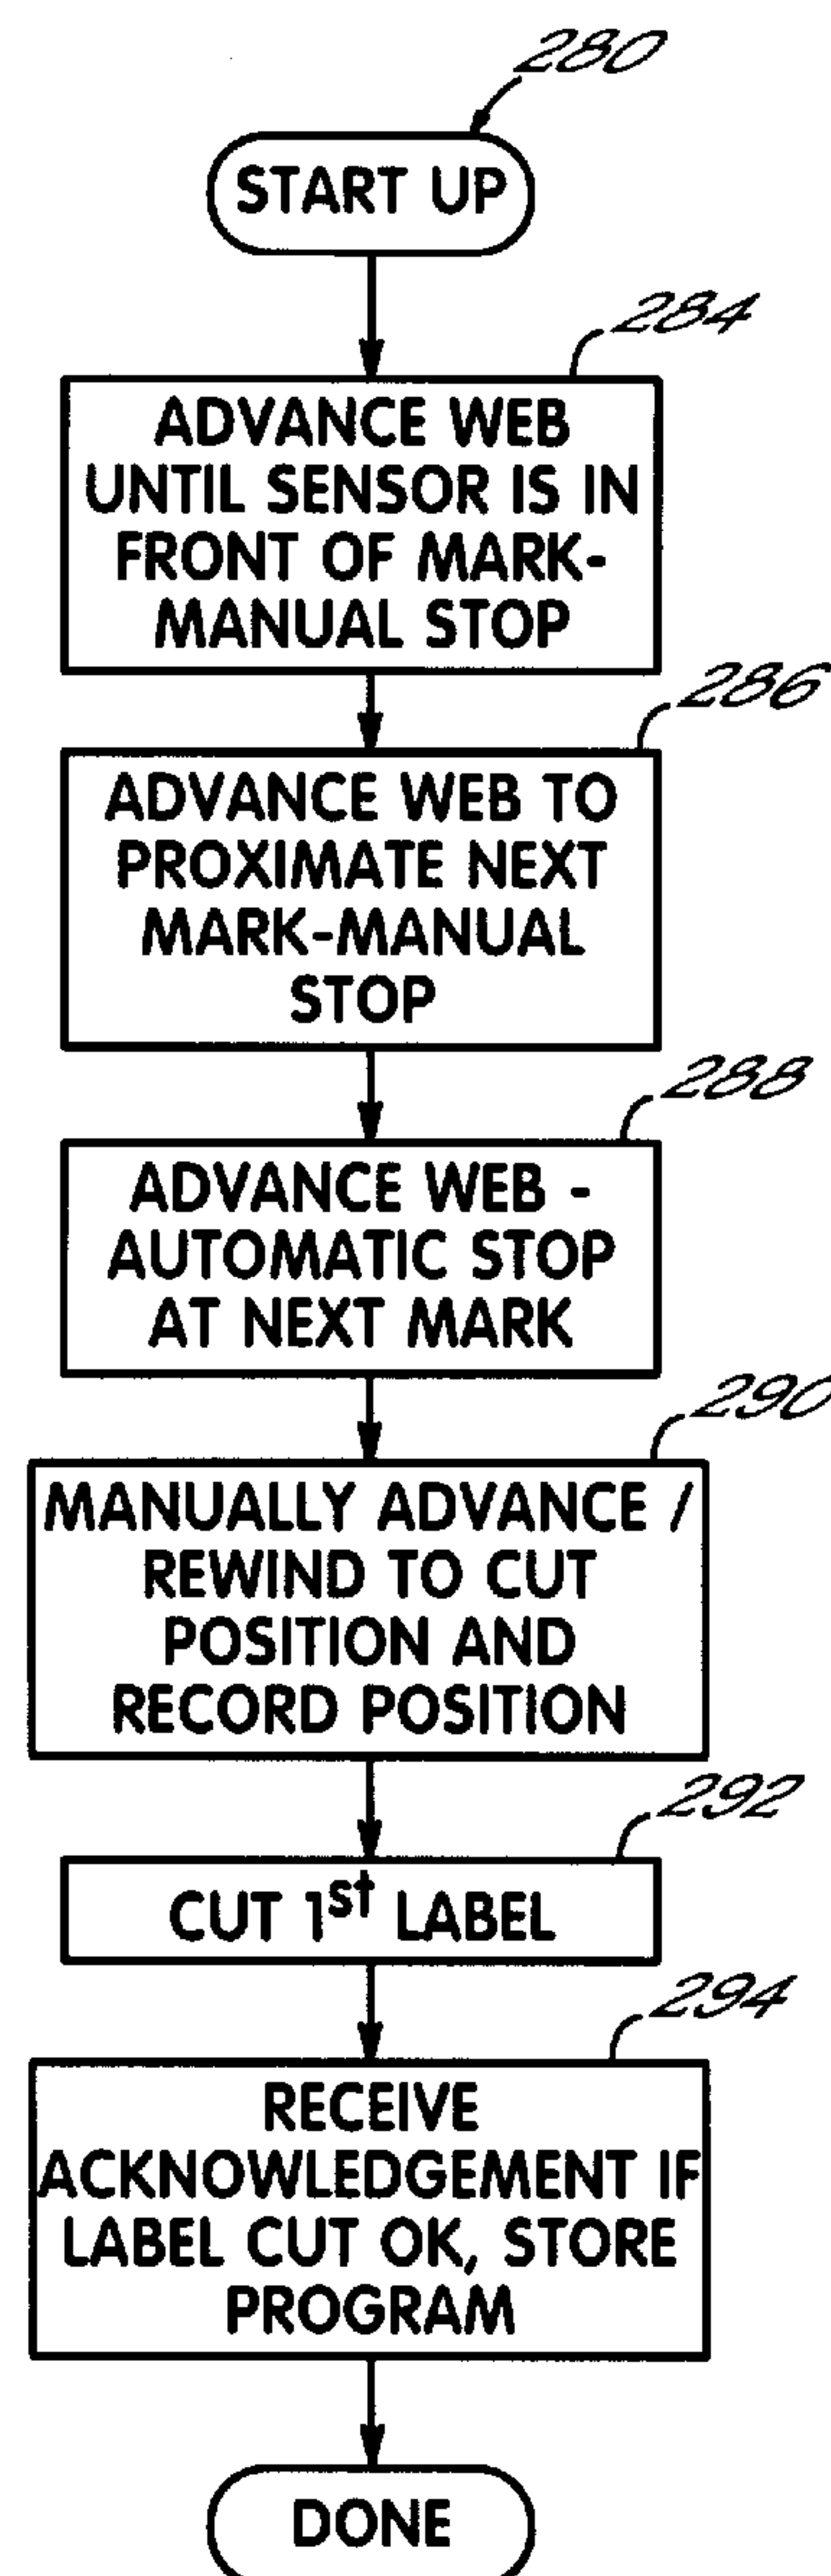 280
START UP
284
ADVANCE WEB
UNTIL SENSOR IS IN
FRONT OF MARK-
MANUAL STOP
286
ADVANCE WEB TO
PROXIMATE NEXT
MARK-MANUAL
STOP
288
ADVANCE WEB -
AUTOMATIC STOP
AT NEXT MARK
290
MANUALLY ADVANCE /
REWIND TO CUT
POSITION AND
RECORD POSITION
292
CUT 1st LABEL
294
RECEIVE
ACKNOWLEDGEMENT IF
LABEL CUT OK, STORE
PROGRAM
DONE